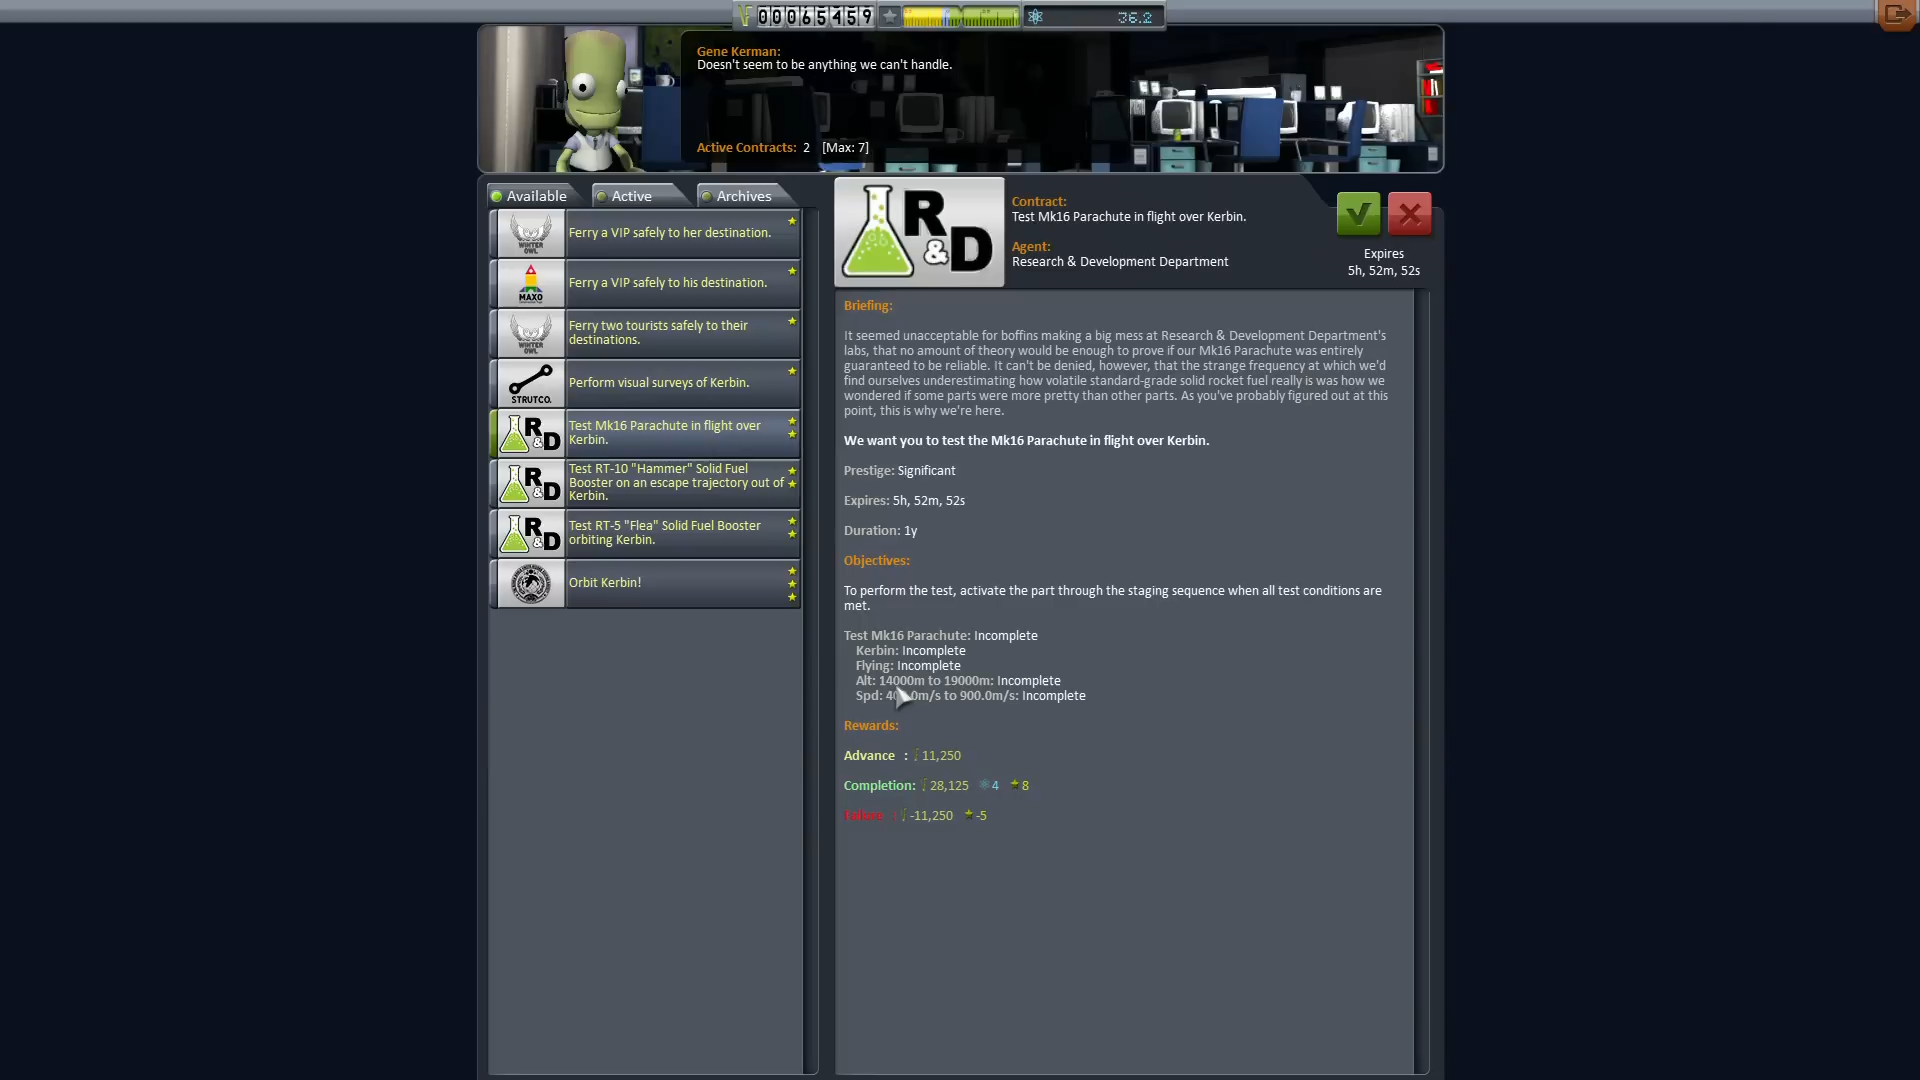 00065459
36.2
Gene Kerman:
Doesn't seem to be anything we can't handle.
Active Contracts: 2 [Max: 7]
Available
Active
Archives
WINTER OWL
Ferry a VIP safely to her destination.
MAXO
Ferry a VIP safely to his destination.
WINTER OWL
Ferry two tourists safely to their
destinations.
STRUTCO.
Perform visual surveys of Kerbin.
R&D
Test Mk16 Parachute in flight over
Kerbin.
R&D
Test RT-10 "Hammer" Solid Fuel
Booster on an escape trajectory out of
Kerbin.
R&D
Test RT-5 "Flea" Solid Fuel Booster
orbiting Kerbin.
Orbit Kerbin!
R&D
Contract:
Test Mk16 Parachute in flight over Kerbin.
Agent:
Research & Development Department
Expires
5h, 52m, 52s
Briefing:
It seemed unacceptable for boffins making a big mess at Research & Development Department's
labs, that no amount of theory would be enough to prove if our Mk16 Parachute was entirely
guaranteed to be reliable. It can't be denied, however, that the strange frequency at which we'd
find ourselves underestimating how volatile standard-grade solid rocket fuel really is was how we
wondered if some parts were more pretty than other parts. As you've probably figured out at this
point, this is why we're here.
We want you to test the Mk16 Parachute in flight over Kerbin.
Prestige: Significant
Expires: 5h, 52m, 52s
Duration: 1y
Objectives:
To perform the test, activate the part through the staging sequence when all test conditions are
met.
Test Mk16 Parachute: Incomplete
Kerbin: Incomplete
Flying: Incomplete
Alt: 14000m to 19000m: Incomplete
Spd: to 900.0m/s: Incomplete
Rewards:
Advance : 11,250
Completion: 28,125 4 8
Failure : -11,250 -5